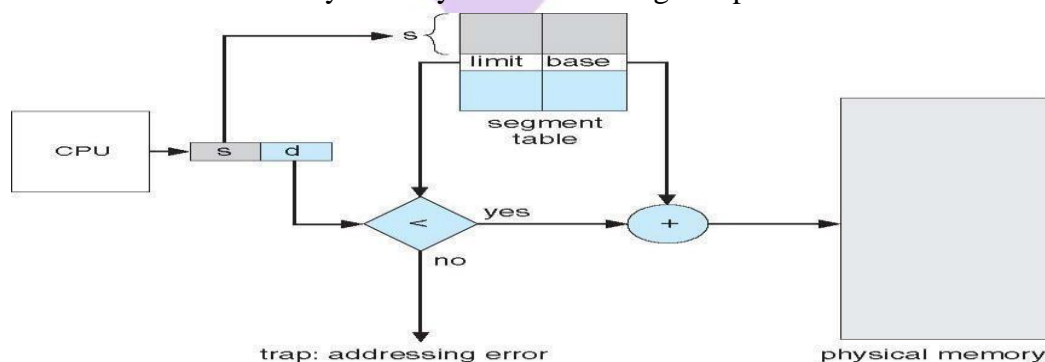 s
limit base
segment
table
CPU
s d
<
yes
+
no
trap: addressing error
physical memory